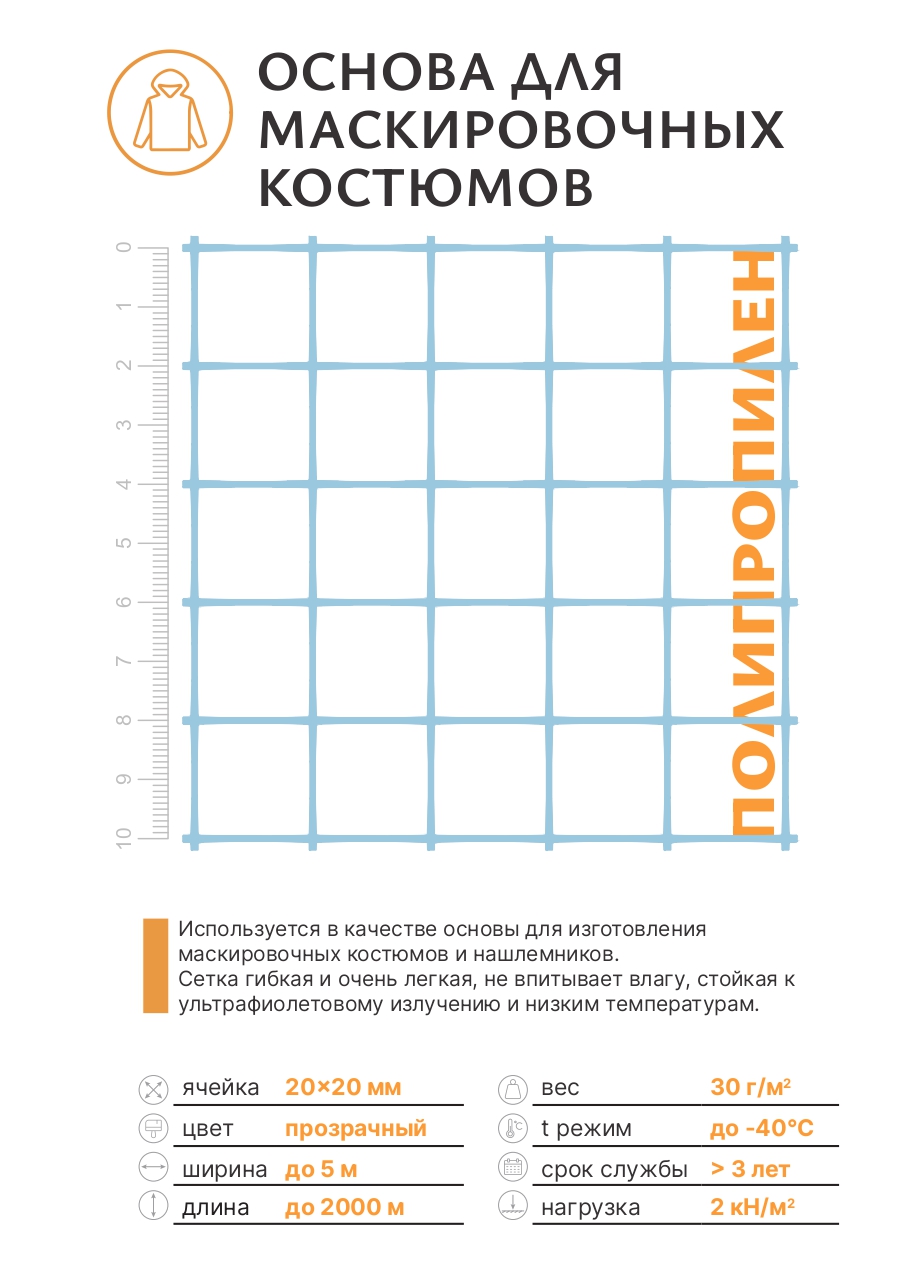 ОСНОВА ДЛЯ
МАСКИРОВОЧНЫХ
КОСТЮМОВ
0
1
2
3
4
5
6
7
8
9
10
ПОЛИПРОПИЛЕН
Используется в качестве основы для изготовления
маскировочных костюмов и нашлемников.
Сетка гибкая и очень легкая, не впитывает влагу, стойкая к
ультрафиолетовому излучению и низким температурам.
ячейка 20×20 мм
цвет прозрачный
ширина до 5 м
длина до 2000 м
вес 30 г/м²
°C t режим до -40°C
срок службы > 3 лет
нагрузка 2 кН/м²